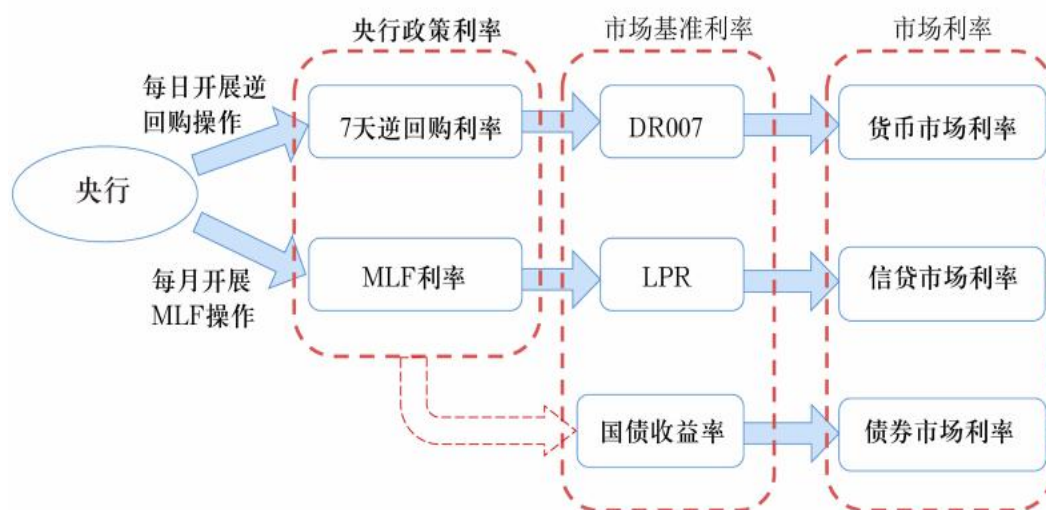 央行政策利率
市场基准利率
市场利率
每日开展逆
回购操作
7天逆回购利率
DR007
货币市场利率
央行
每月开展
MLF操作
MLF利率
LPR
信贷市场利率
国债收益率
债券市场利率